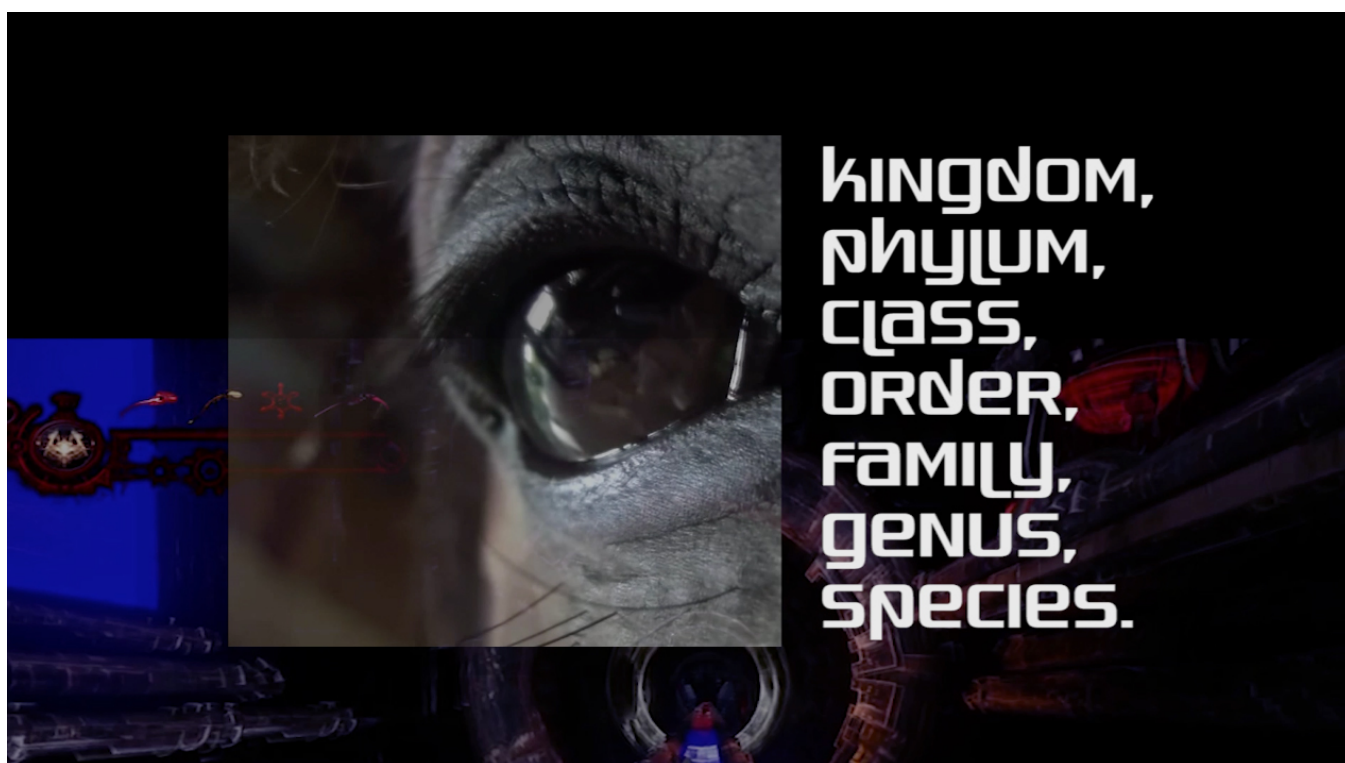 kingdom,
phylum,
class,
order,
family,
genus,
species.